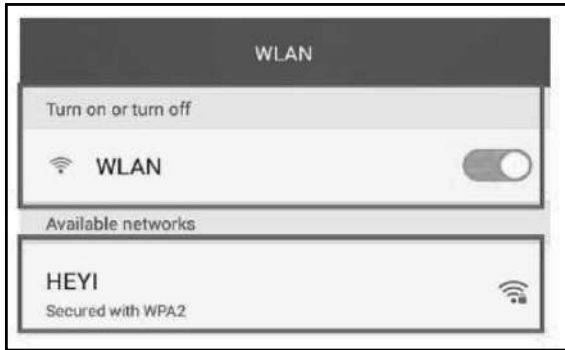 WLAN
Turn on or turn off
WLAN
Available networks
HEYI
Secured with WPA2